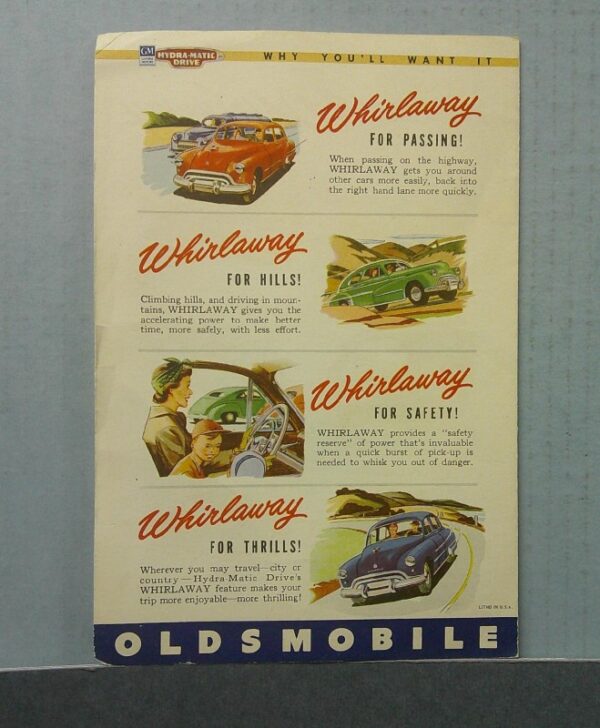 GM
HYDRA-MATIC
DRIVE
WHY YOU'LL WANT IT
Whirlaway
FOR PASSING!
When passing on the highway,
WHIRLAWAY gets you around
other cars more easily, back into
the right hand lane more quickly.
Whirlaway
FOR HILLS!
Climbing hills, and driving in moun-
tains, WHIRLAWAY gives you the
accelerating power to make better
time, more safely, with less effort.
Whirlaway
FOR SAFETY!
WHIRLAWAY provides a "safety
reserve" of power that's invaluable
when a quick burst of pick-up is
needed to whisk you out of danger.
Whirlaway
FOR THRILLS!
Wherever you may travel—city or
country—Hydra-Matic Drive's
WHIRLAWAY feature makes your
trip more enjoyable—more thrilling!
LITHO IN U.S.A.
OLDSMOBILE